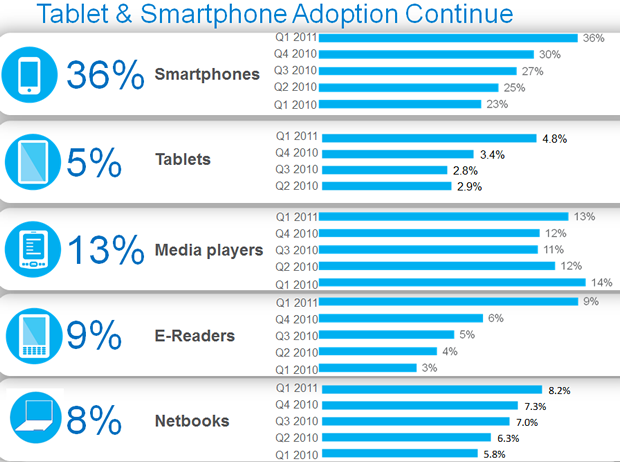 Tablet & Smartphone Adoption Continue
36% Smartphones
Q1 2011 36%
Q4 2010 30%
Q3 2010 27%
Q2 2010 25%
Q1 2010 23%
5% Tablets
Q1 2011 4.8%
Q4 2010 3.4%
Q3 2010 2.8%
Q2 2010 2.9%
13% Media players
Q1 2011 13%
Q4 2010 12%
Q3 2010 11%
Q2 2010 12%
Q1 2010 14%
9% E-Readers
Q1 2011 9%
Q4 2010 6%
Q3 2010 5%
Q2 2010 4%
Q1 2010 3%
8% Netbooks
Q1 2011 8.2%
Q4 2010 7.3%
Q3 2010 7.0%
Q2 2010 6.3%
Q1 2010 5.8%